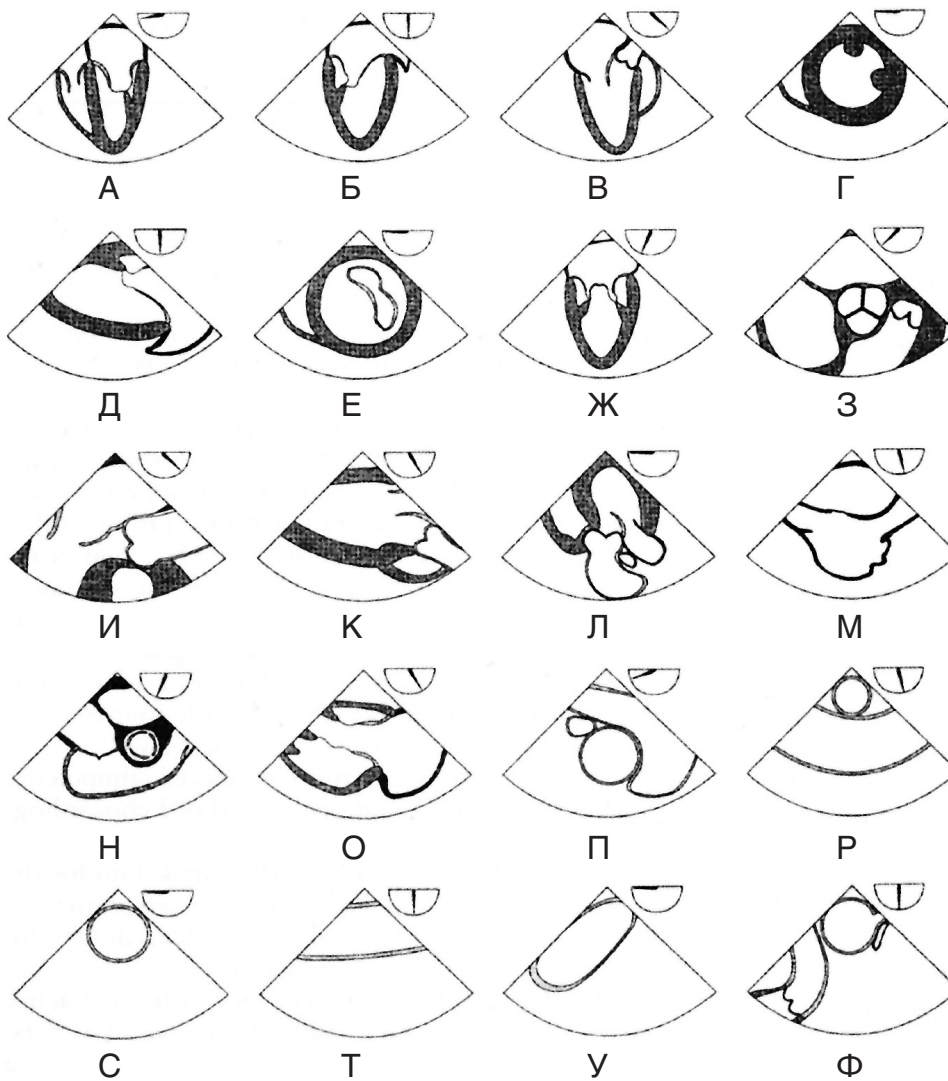 А Б В Г
Д Е Ж З
И К Л М
Н О П Р
С Т У Ф